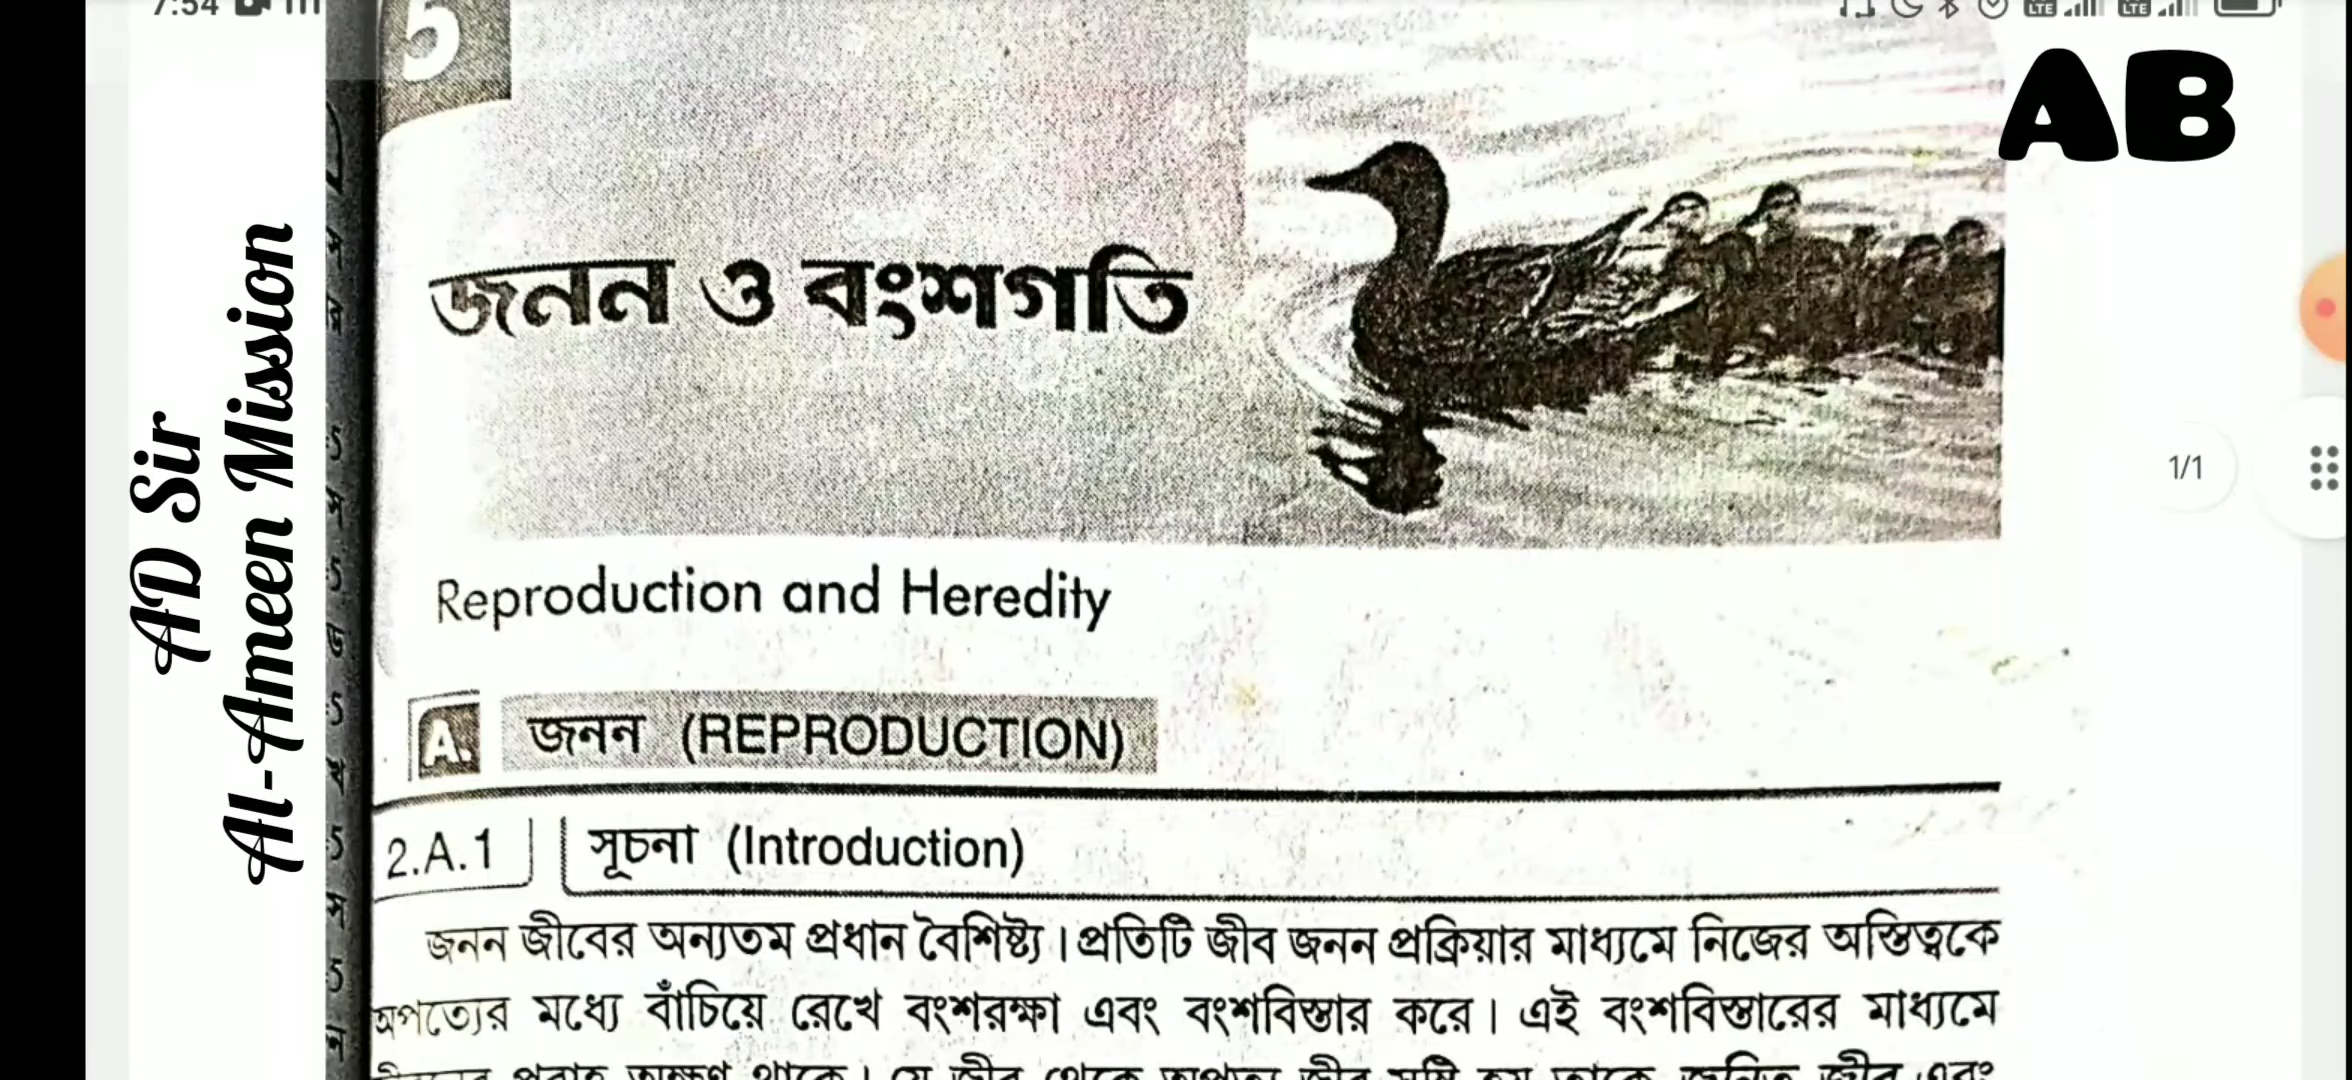 7:54
AB
5
জনন ও বংশগতি
AD Sir
Al-Ameen Mission
1/1
Reproduction and Heredity
A. জনন (REPRODUCTION)
2.A.1 সূচনা (Introduction)
জনন জীবের অন্যতম প্রধান বৈশিষ্ট্য। প্রতিটি জীব জনন প্রক্রিয়ার মাধ্যমে নিজের অস্তিত্বকে
অপত্যের মধ্যে বাঁচিয়ে রেখে বংশরক্ষা এবং বংশবিস্তার করে। এই বংশবিস্তারের মাধ্যমে